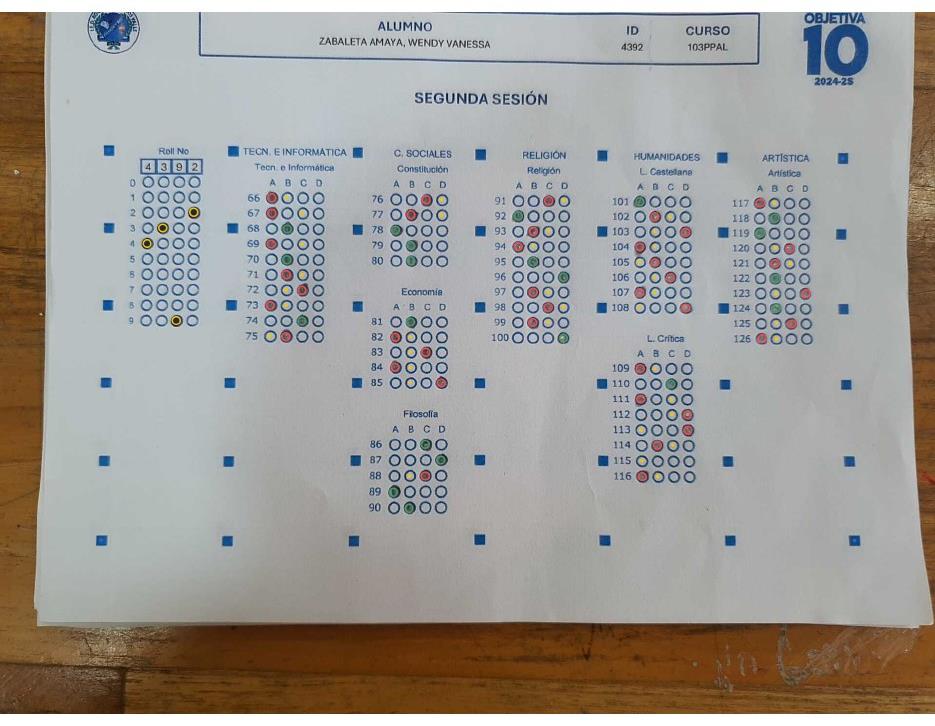 ALUMNO
ZABALETA AMAYA, WENDY VANESSA
ID
4392
CURSO
103PPAL
OBJETIVA
10
2024-2S
SEGUNDA SESIÓN
Roll No
4 3 9 2
0
1
2
3
4
5
6
7
8
9
TECN. E INFORMÁTICA
Tecn. e Informática
A B C D
66
67
68
69
70
71
72
73
74
75
C. SOCIALES
Constitución
A B C D
76
77
78
79
80
Economía
A B C D
81
82
83
84
85
Filosofía
A B C D
86
87
88
89
90
RELIGIÓN
Religión
A B C D
91
92
93
94
95
96
97
98
99
100
HUMANIDADES
L. Castellana
A B C D
101
102
103
104
105
106
107
108
L. Crítica
A B C D
109
110
111
112
113
114
115
116
ARTÍSTICA
Artística
A B C D
117
118
119
120
121
122
123
124
125
126